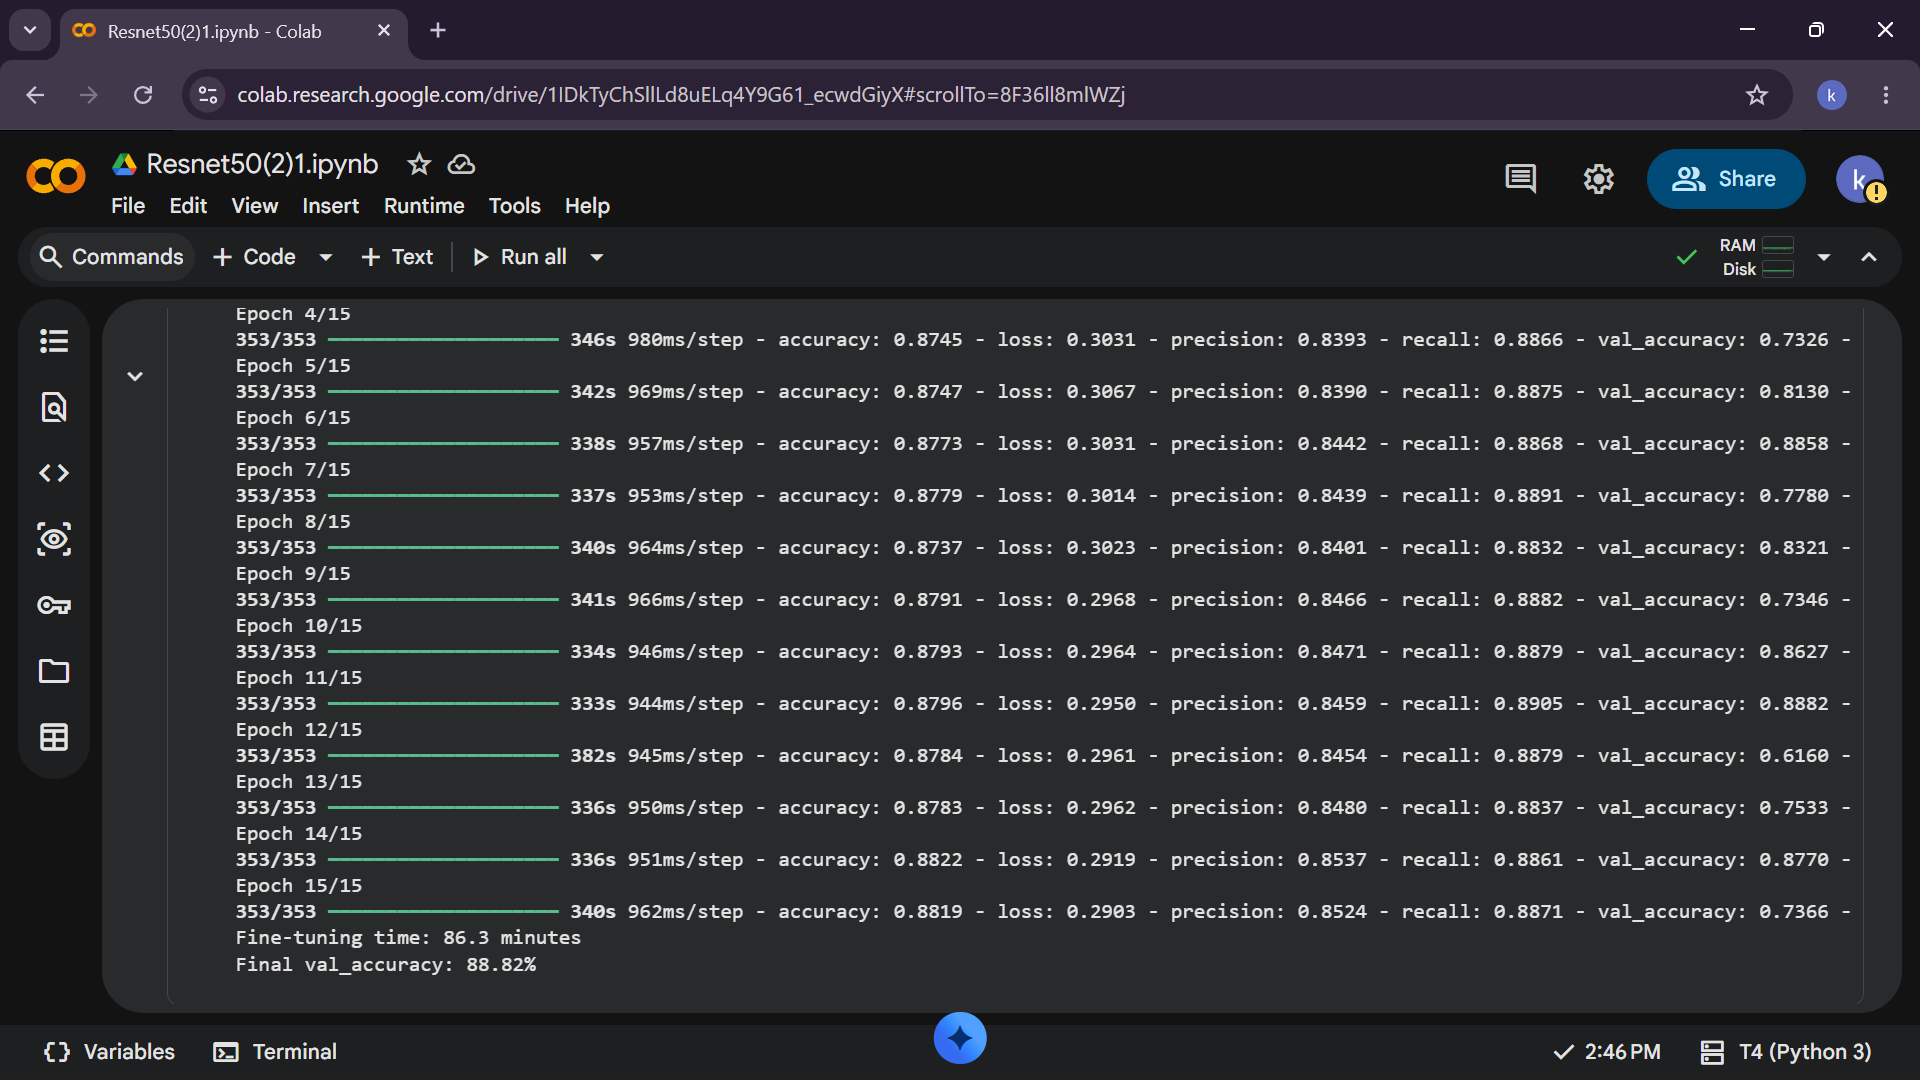 Resnet50(2)1.ipynb - Colab
colab.research.google.com/drive/1IDkTyChSllLd8uELq4Y9G61_ecwdGiyX#scrollTo=8F36ll8mlWZj
k
Resnet50(2)1.ipynb
Share
k
File Edit View Insert Runtime Tools Help
Commands + Code + Text Run all
RAM
Disk
Epoch 4/15
353/353 346s 980ms/step - accuracy: 0.8745 - loss: 0.3031 - precision: 0.8393 - recall: 0.8866 - val_accuracy: 0.7326 -
Epoch 5/15
353/353 342s 969ms/step - accuracy: 0.8747 - loss: 0.3067 - precision: 0.8390 - recall: 0.8875 - val_accuracy: 0.8130 -
Epoch 6/15
353/353 338s 957ms/step - accuracy: 0.8773 - loss: 0.3031 - precision: 0.8442 - recall: 0.8868 - val_accuracy: 0.8858 -
Epoch 7/15
353/353 337s 953ms/step - accuracy: 0.8779 - loss: 0.3014 - precision: 0.8439 - recall: 0.8891 - val_accuracy: 0.7780 -
Epoch 8/15
353/353 340s 964ms/step - accuracy: 0.8737 - loss: 0.3023 - precision: 0.8401 - recall: 0.8832 - val_accuracy: 0.8321 -
Epoch 9/15
353/353 341s 966ms/step - accuracy: 0.8791 - loss: 0.2968 - precision: 0.8466 - recall: 0.8882 - val_accuracy: 0.7346 -
Epoch 10/15
353/353 334s 946ms/step - accuracy: 0.8793 - loss: 0.2964 - precision: 0.8471 - recall: 0.8879 - val_accuracy: 0.8627 -
Epoch 11/15
353/353 333s 944ms/step - accuracy: 0.8796 - loss: 0.2950 - precision: 0.8459 - recall: 0.8905 - val_accuracy: 0.8882 -
Epoch 12/15
353/353 382s 945ms/step - accuracy: 0.8784 - loss: 0.2961 - precision: 0.8454 - recall: 0.8879 - val_accuracy: 0.6160 -
Epoch 13/15
353/353 336s 950ms/step - accuracy: 0.8783 - loss: 0.2962 - precision: 0.8480 - recall: 0.8837 - val_accuracy: 0.7533 -
Epoch 14/15
353/353 336s 951ms/step - accuracy: 0.8822 - loss: 0.2919 - precision: 0.8537 - recall: 0.8861 - val_accuracy: 0.8770 -
Epoch 15/15
353/353 340s 962ms/step - accuracy: 0.8819 - loss: 0.2903 - precision: 0.8524 - recall: 0.8871 - val_accuracy: 0.7366 -
Fine-tuning time: 86.3 minutes
Final val_accuracy: 88.82%
Variables Terminal 2:46 PM T4 (Python 3)